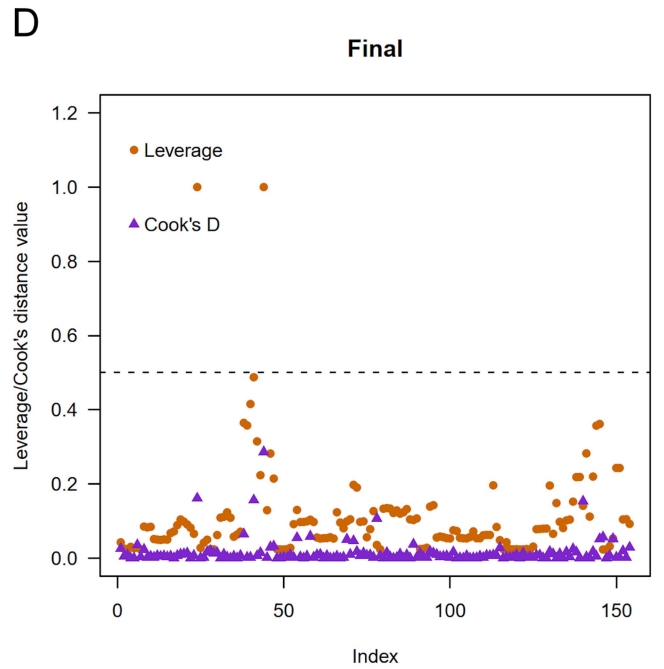 D
Final
Leverage/Cook's distance value
1.2
1.0
0.8
0.6
0.4
0.2
0.0
Leverage
Cook's D
0 50 100 150
Index